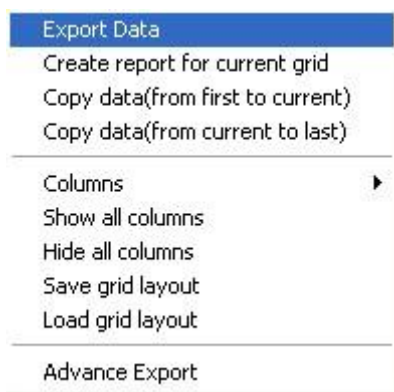 Export Data
Create report for current grid
Copy data(from first to current)
Copy data(from current to last)
Columns
Show all columns
Hide all columns
Save grid layout
Load grid layout
Advance Export